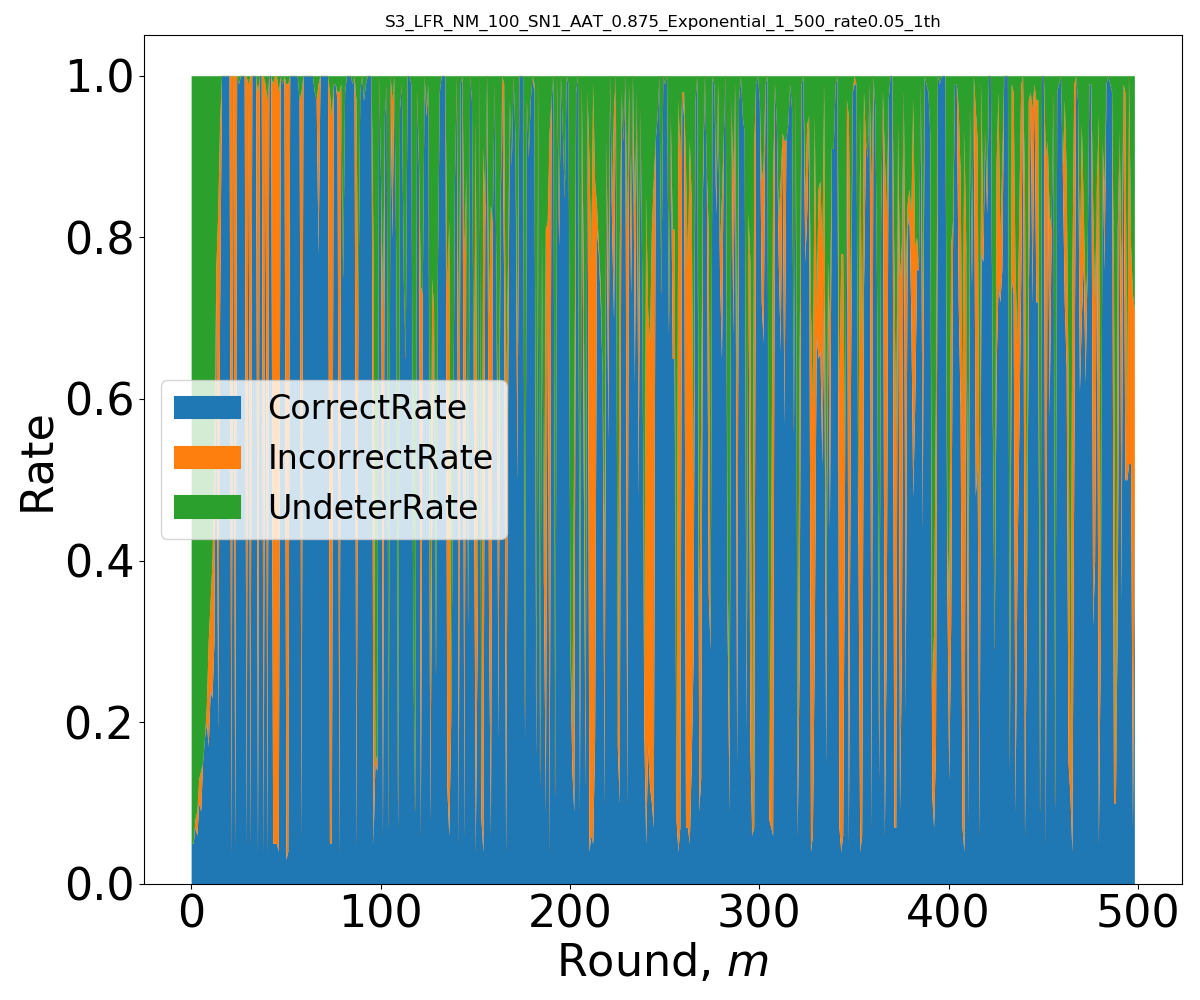 S3_LFR_NM_100_SN1_AAT_0.875_Exponential_1_500_rate0.05_1th
1.0
0.8
0.6
0.4
0.2
0.0
Rate
CorrectRate
IncorrectRate
UndeterRate
0 100 200 300 400 500
Round, m